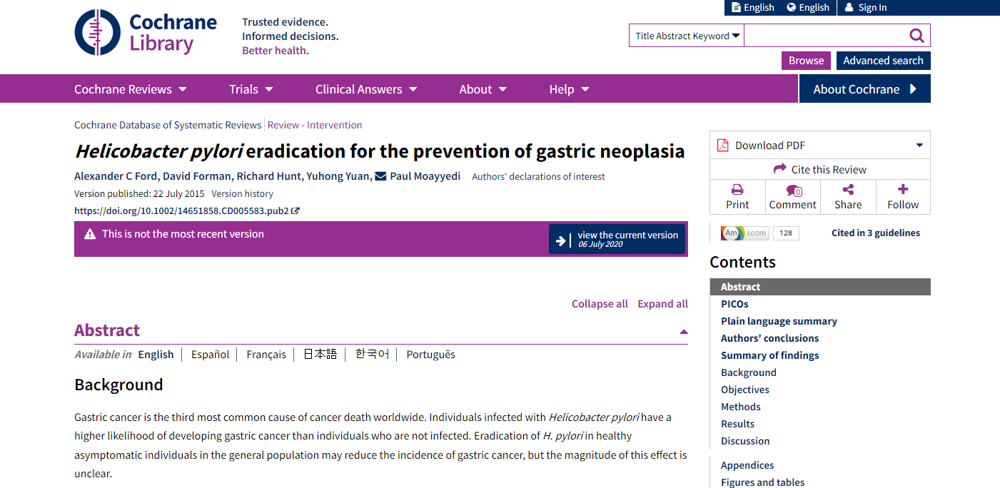 English English Sign In
Cochrane
Library
Trusted evidence.
Informed decisions.
Better health.
Title Abstract Keyword
Browse Advanced search
Cochrane Reviews Trials Clinical Answers About Help About Cochrane
Cochrane Database of Systematic Reviews Review - Intervention
Helicobacter pylori eradication for the prevention of gastric neoplasia
Alexander C Ford, David Forman, Richard Hunt, Yuhong Yuan, Paul Moayyedi Authors' declarations of interest
Version published: 22 July 2015 Version history
https://doi.org/10.1002/14651858.CD005583.pub2
This is not the most recent version
view the current version
06 July 2020
Collapse all Expand all
Abstract
Available in English Español Français 日本語 한국어 Português
Background
Gastric cancer is the third most common cause of cancer death worldwide. Individuals infected with Helicobacter pylori have a
higher likelihood of developing gastric cancer than individuals who are not infected. Eradication of H. pylori in healthy
asymptomatic individuals in the general population may reduce the incidence of gastric cancer, but the magnitude of this effect is
unclear.
Download PDF
Cite this Review
0
Print Comment Share Follow
Am score 128 Cited in 3 guidelines
Contents
Abstract
PICOs
Plain language summary
Authors' conclusions
Summary of findings
Background
Objectives
Methods
Results
Discussion
Appendices
Figures and tables